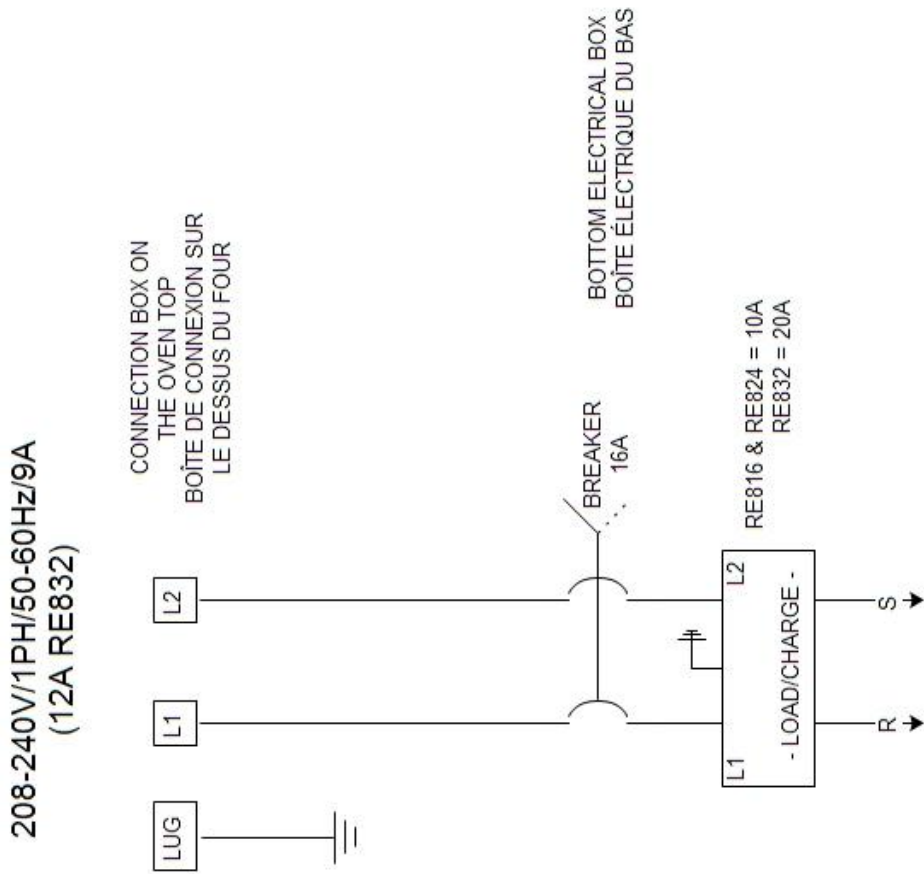 208-240V/1PH/50-60Hz/9A
(12A RE832)
CONNECTION BOX ON
THE OVEN TOP
BOÎTE DE CONNEXION SUR
LE DESSUS DU FOUR
LUG
L1
L2
BREAKER
16A
BOTTOM ELECTRICAL BOX
BOÎTE ÉLECTRIQUE DU BAS
L1
L2
- LOAD/CHARGE -
RE816 & RE824 = 10A
RE832 = 20A
R
S